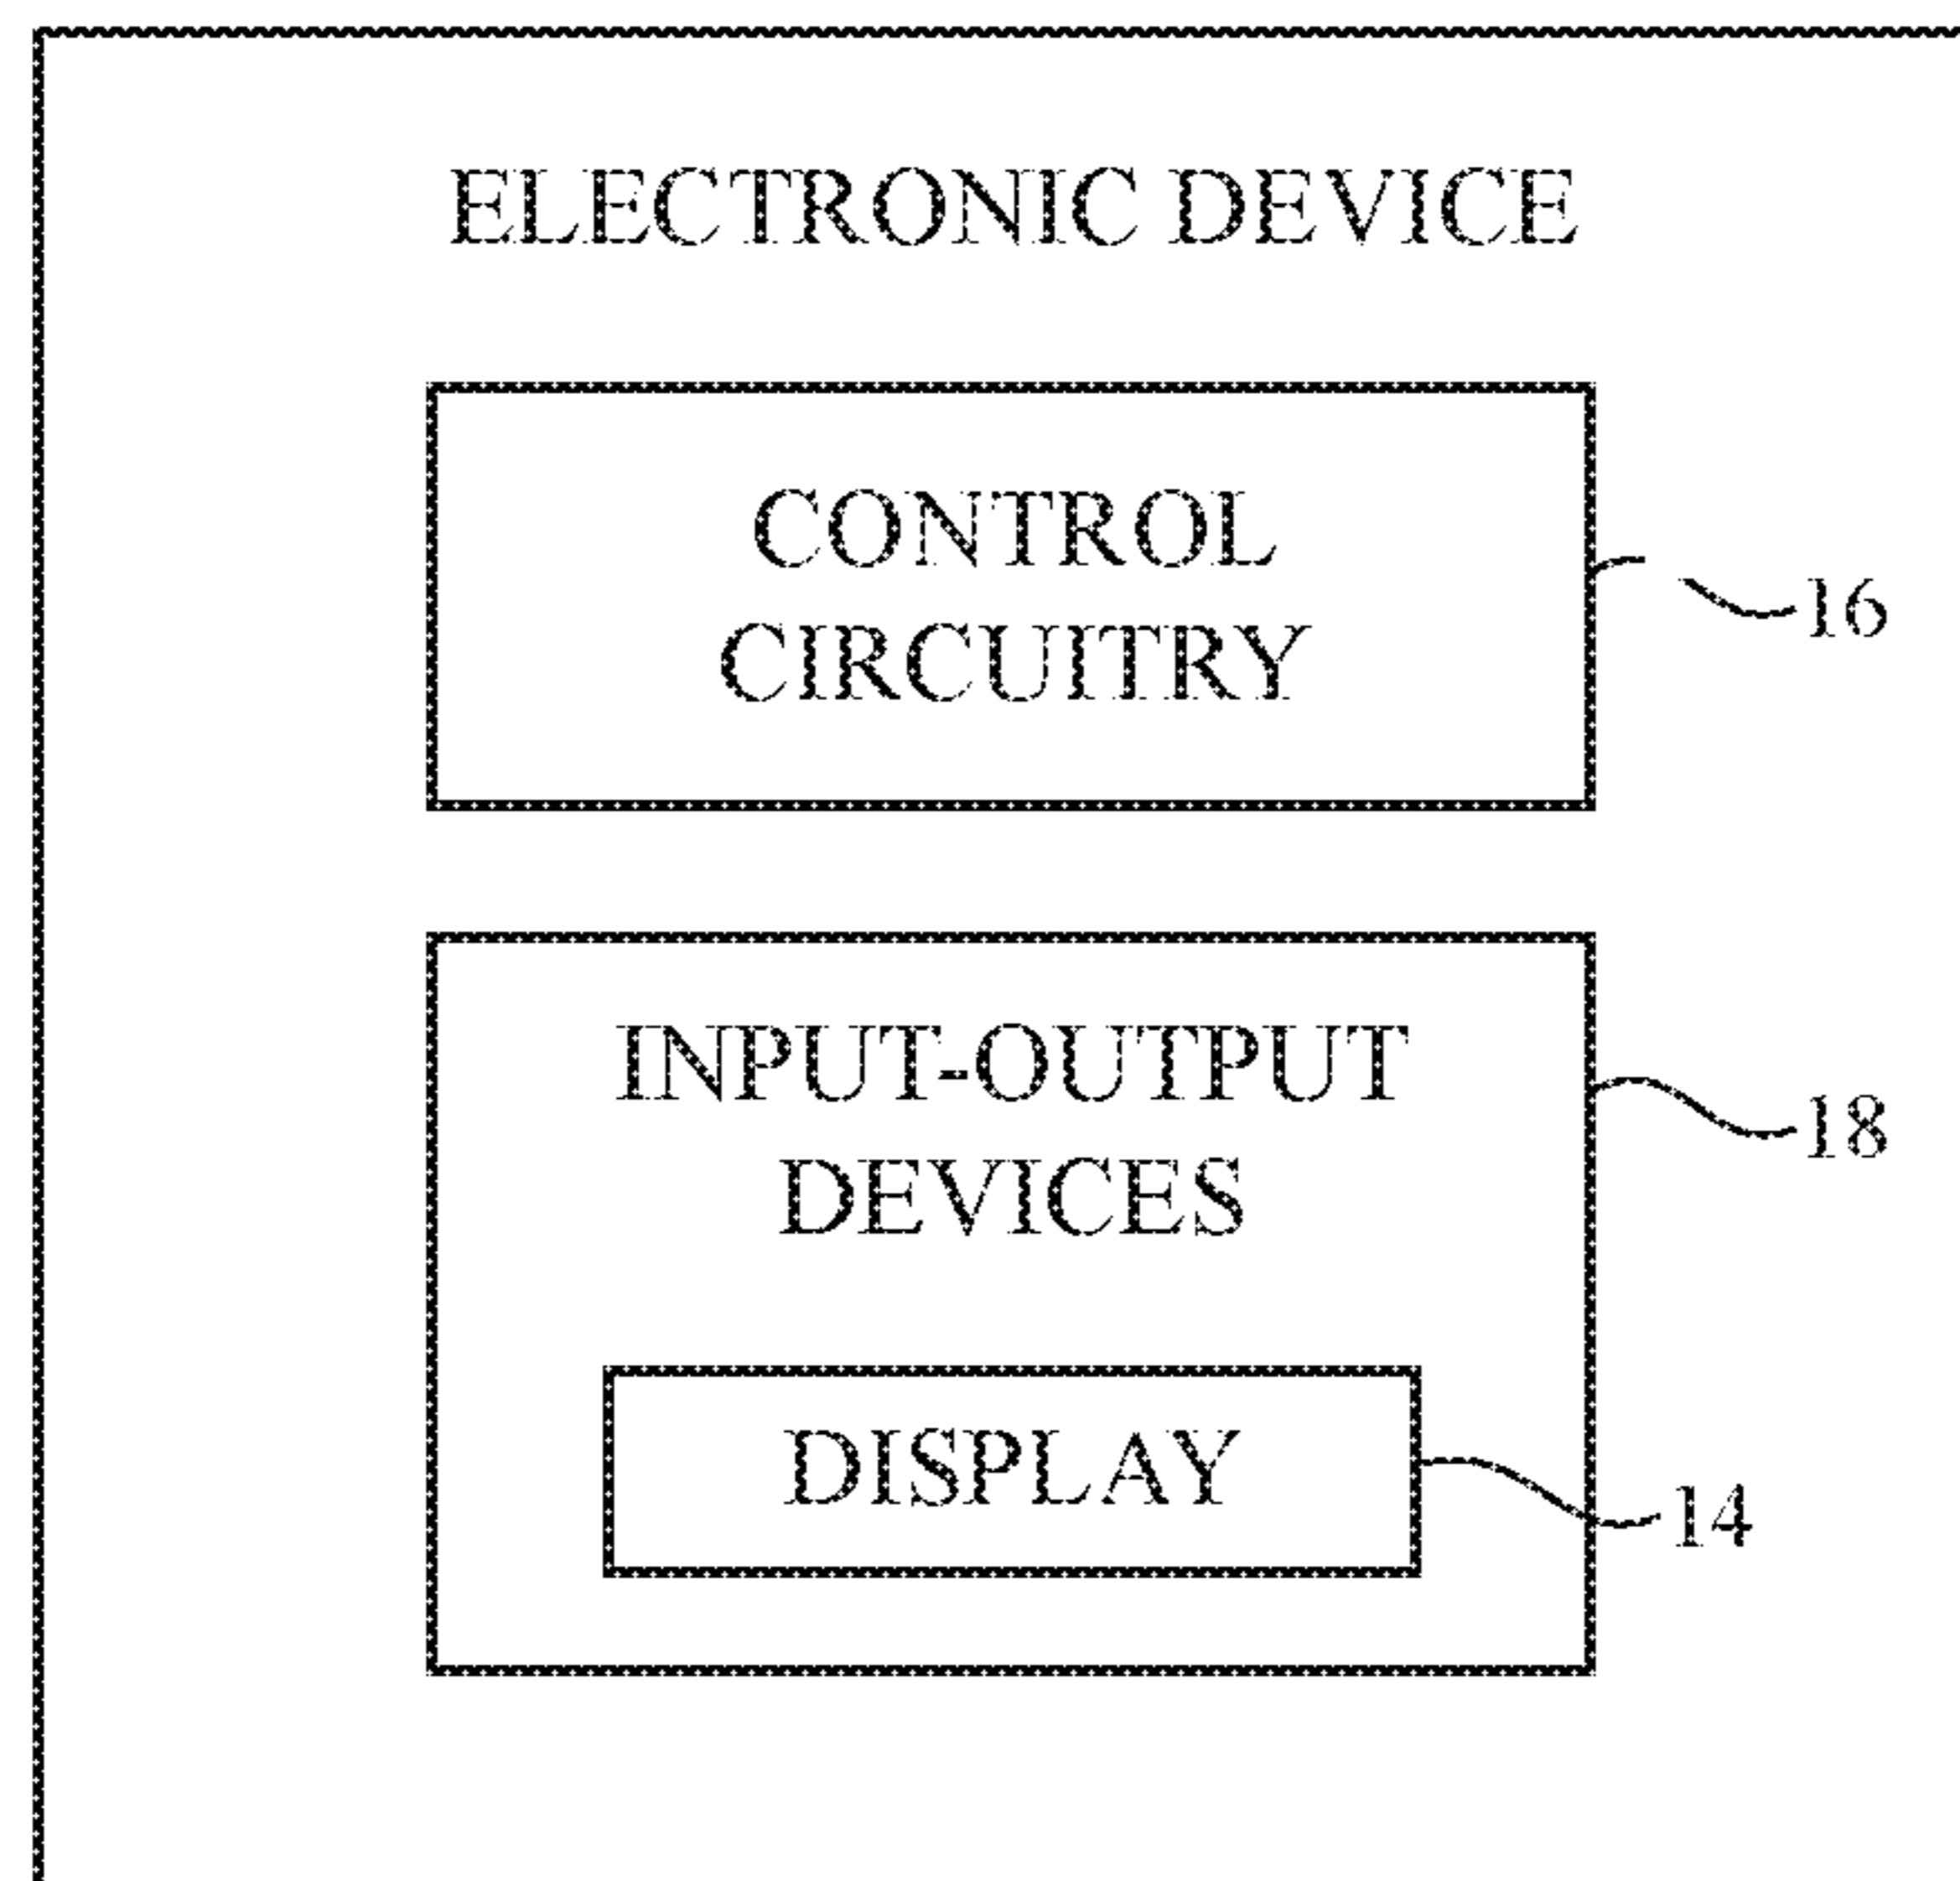 ELECTRONIC DEVICE
CONTROL
CIRCUITRY
16
INPUT-OUTPUT
DEVICES
18
DISPLAY
14